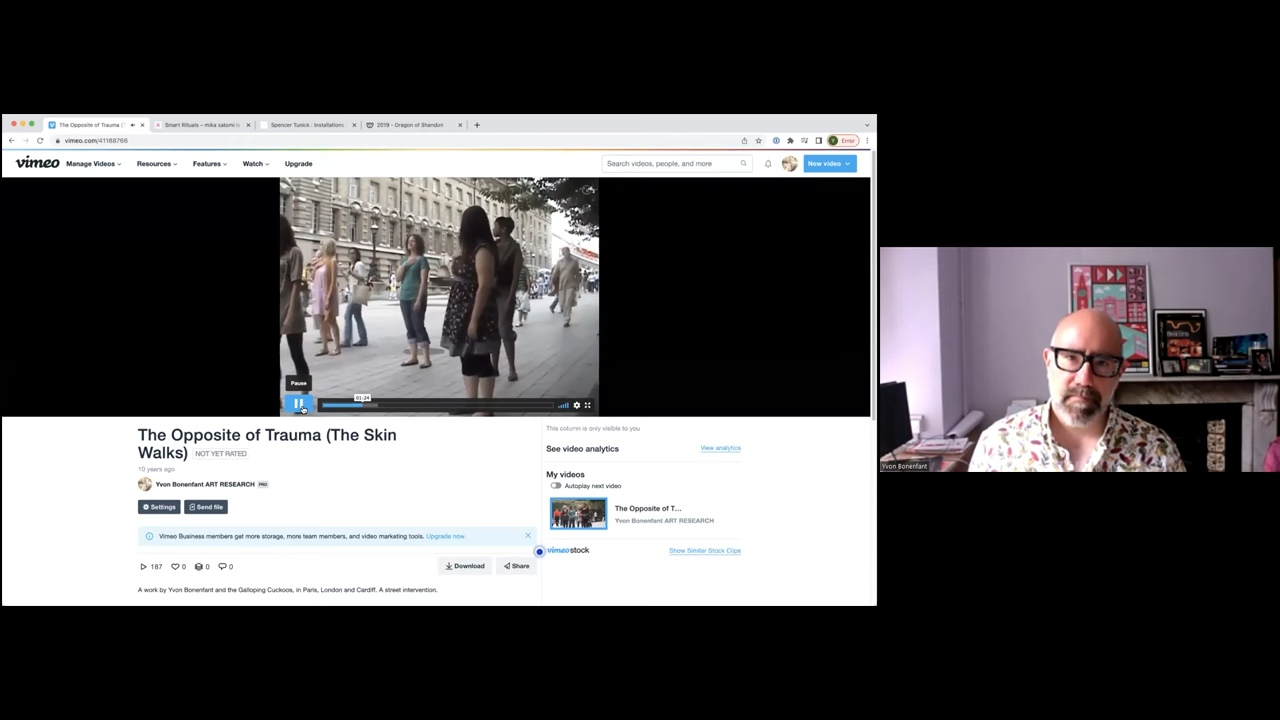 The Opposite of Trauma (
Smart Rituals – mika satomi
Spencer Tunick : Installations :
2019 - Dragon of Shandon
vimeo.com/41188766
Error
vimeo
Manage Videos
Resources
Features
Watch
Upgrade
Search videos, people, and more
New video
Pause
01:24
The Opposite of Trauma (The Skin
Walks) NOT YET RATED
10 years ago
Yvon Bonenfant ART RESEARCH PRO
Settings
Send file
Vimeo Business members get more storage, more team members, and video marketing tools. Upgrade now.
187
0
0
0
Download
Share
A work by Yvon Bonenfant and the Galloping Cuckoos, in Paris, London and Cardiff. A street intervention.
This column is only visible to you
See video analytics
View analytics
My videos
Autoplay next video
The Opposite of T...
Yvon Bonenfant ART RESEARCH
vimeostock
Show Similar Stock Clips
Yvon Bonenfant